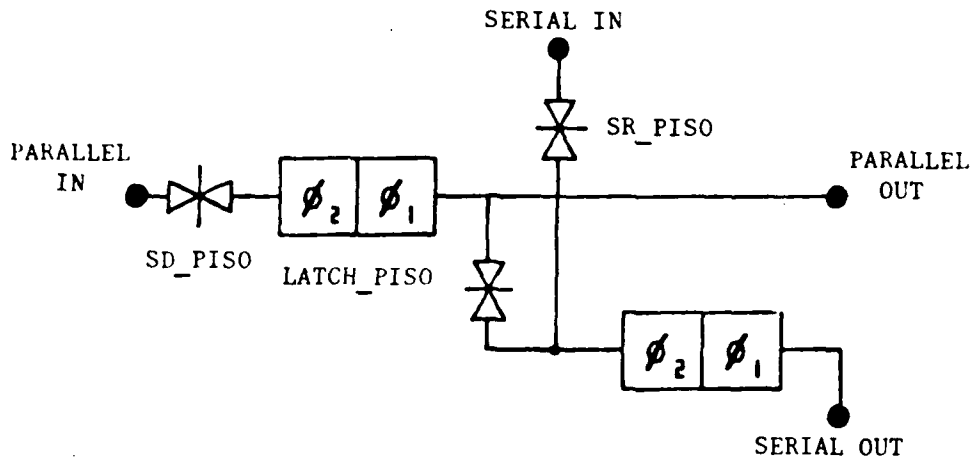 SERIAL IN
SR_PISO
PARALLEL
IN
PARALLEL
OUT
ϕ₂ ϕ₁
SD_PISO
LATCH_PISO
ϕ₂ ϕ₁
SERIAL OUT